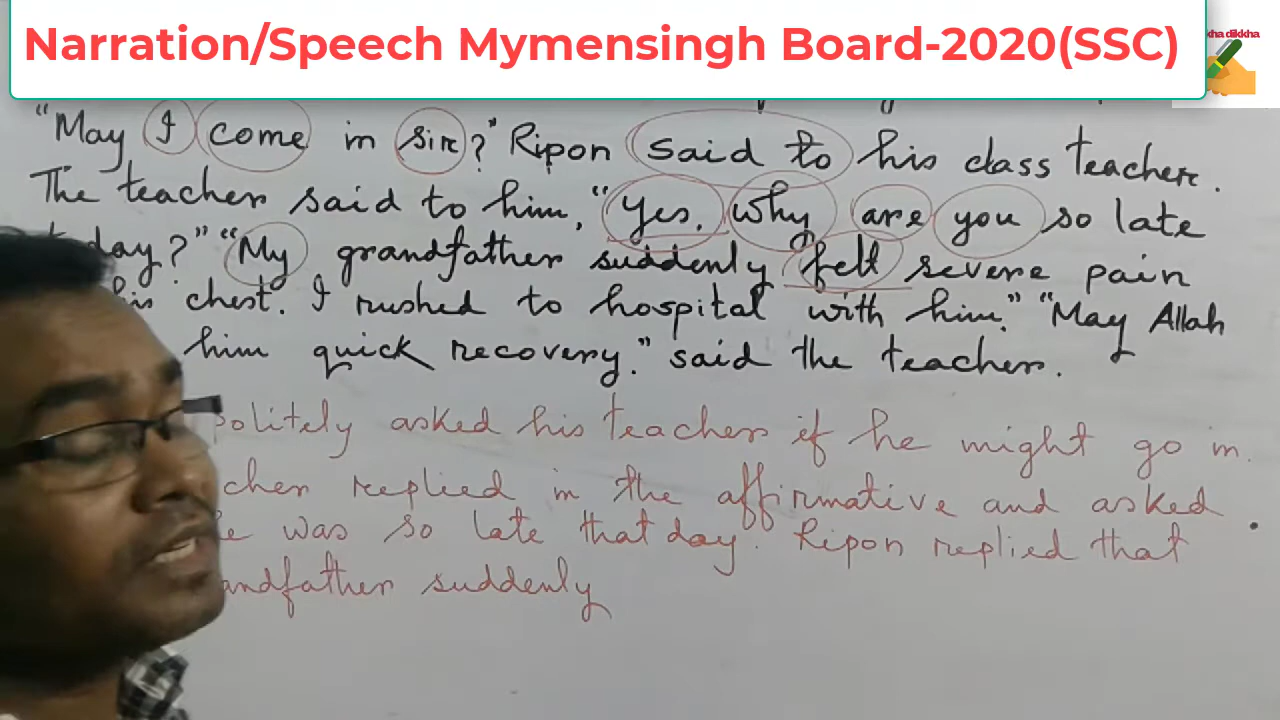 Narration/Speech Mymensingh Board-2020(SSC)
"May I come in sir?" Ripon said to his class teacher.
The teacher said to him, "Yes, why are you so late
day?" "My grandfather suddenly felt severe pain
his chest. I rushed to hospital with him." "May Allah
him quick recovery." said the teacher.
politely asked his teacher if he might go in.
cher replied in the affirmative and asked
e was so late that day. Ripon replied that
andfather suddenly